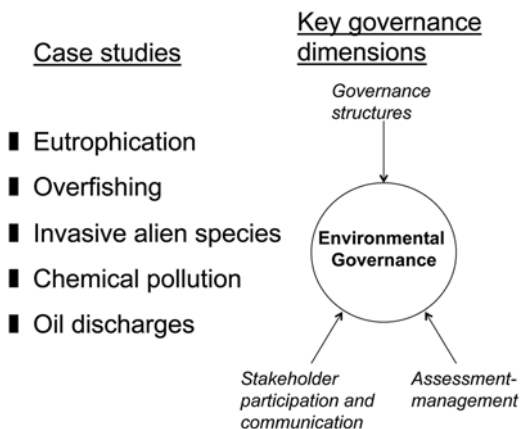 Case studies
Eutrophication
Overfishing
Invasive alien species
Chemical pollution
Oil discharges
Key governance
dimensions
Governance
structures
Environmental
Governance
Stakeholder
participation and
communication
Assessment-
management